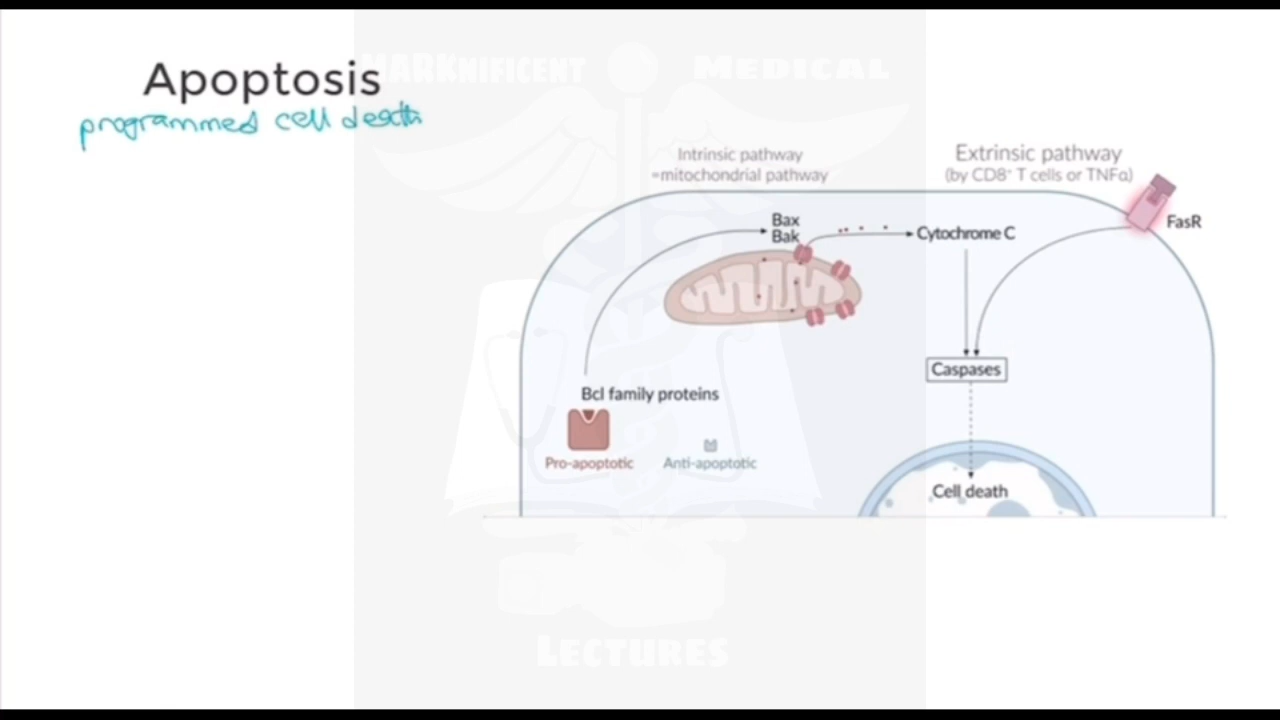 MARKNIFICENT MEDICAL
Apoptosis
programmed cell death
Intrinsic pathway
=mitochondrial pathway
Extrinsic pathway
(by CD8⁺ T cells or TNFα)
FasR
Bax
Bak
Cytochrome C
Caspases
Bcl family proteins
Pro-apoptotic
Anti-apoptotic
Cell death
LECTURES